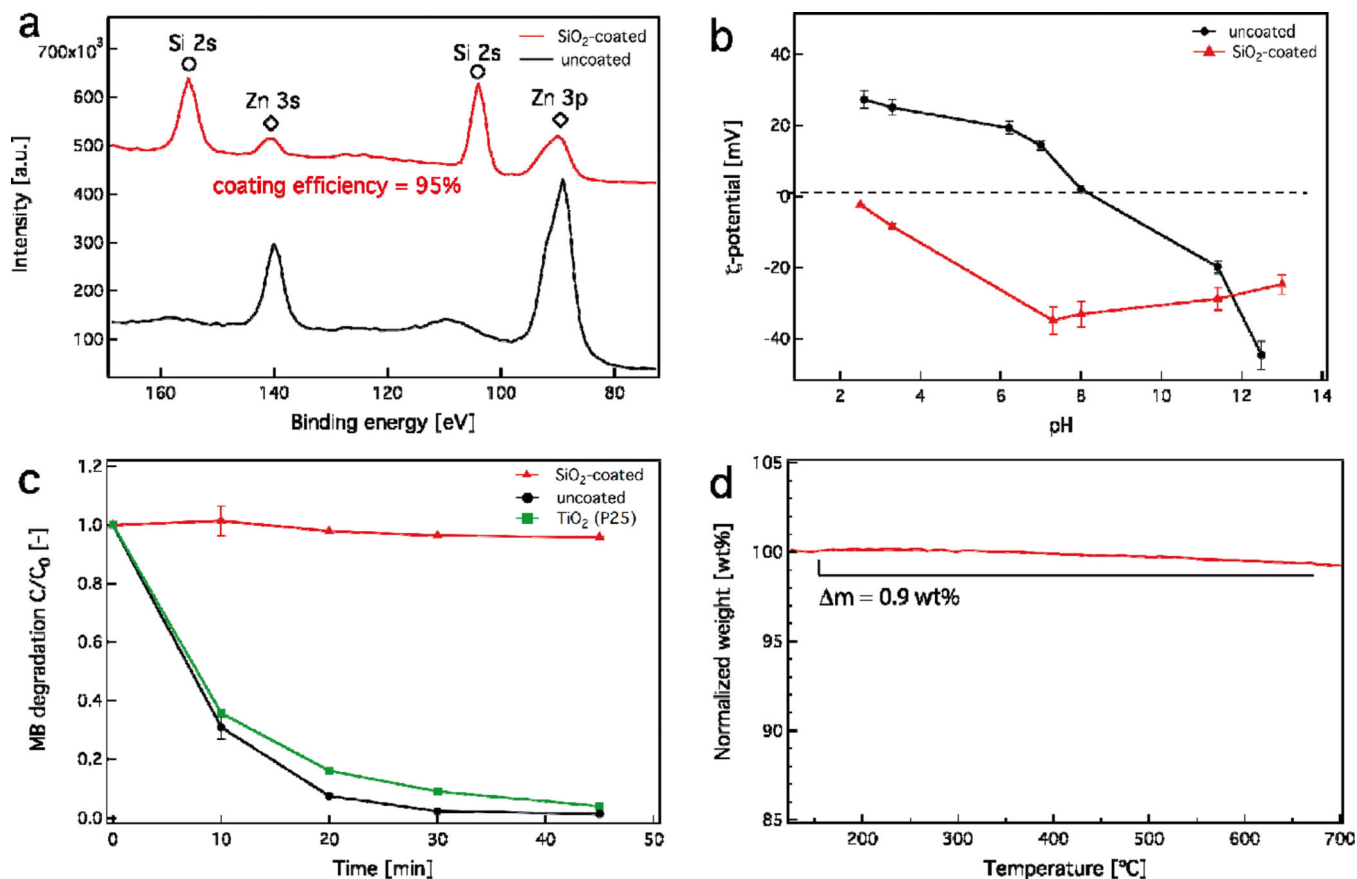 a
700x10³
600
500
400
300
200
100
Intensity [a.u.]
Si 2s
Zn 3s
Si 2s
Zn 3p
SiO₂-coated
uncoated
coating efficiency = 95%
160
140
120
100
80
Binding energy [eV]
b
uncoated
SiO₂-coated
40
20
0
-20
-40
ζ-potential [mV]
2
4
6
8
10
12
14
pH
c
1.2
1.0
0.8
0.6
0.4
0.2
0.0
MB degradation C/C₀ [-]
SiO₂-coated
uncoated
TiO₂ (P25)
0
10
20
30
40
50
Time [min]
d
105
100
95
90
85
Normalized weight [wt%]
Δm = 0.9 wt%
200
300
400
500
600
700
Temperature [ºC]